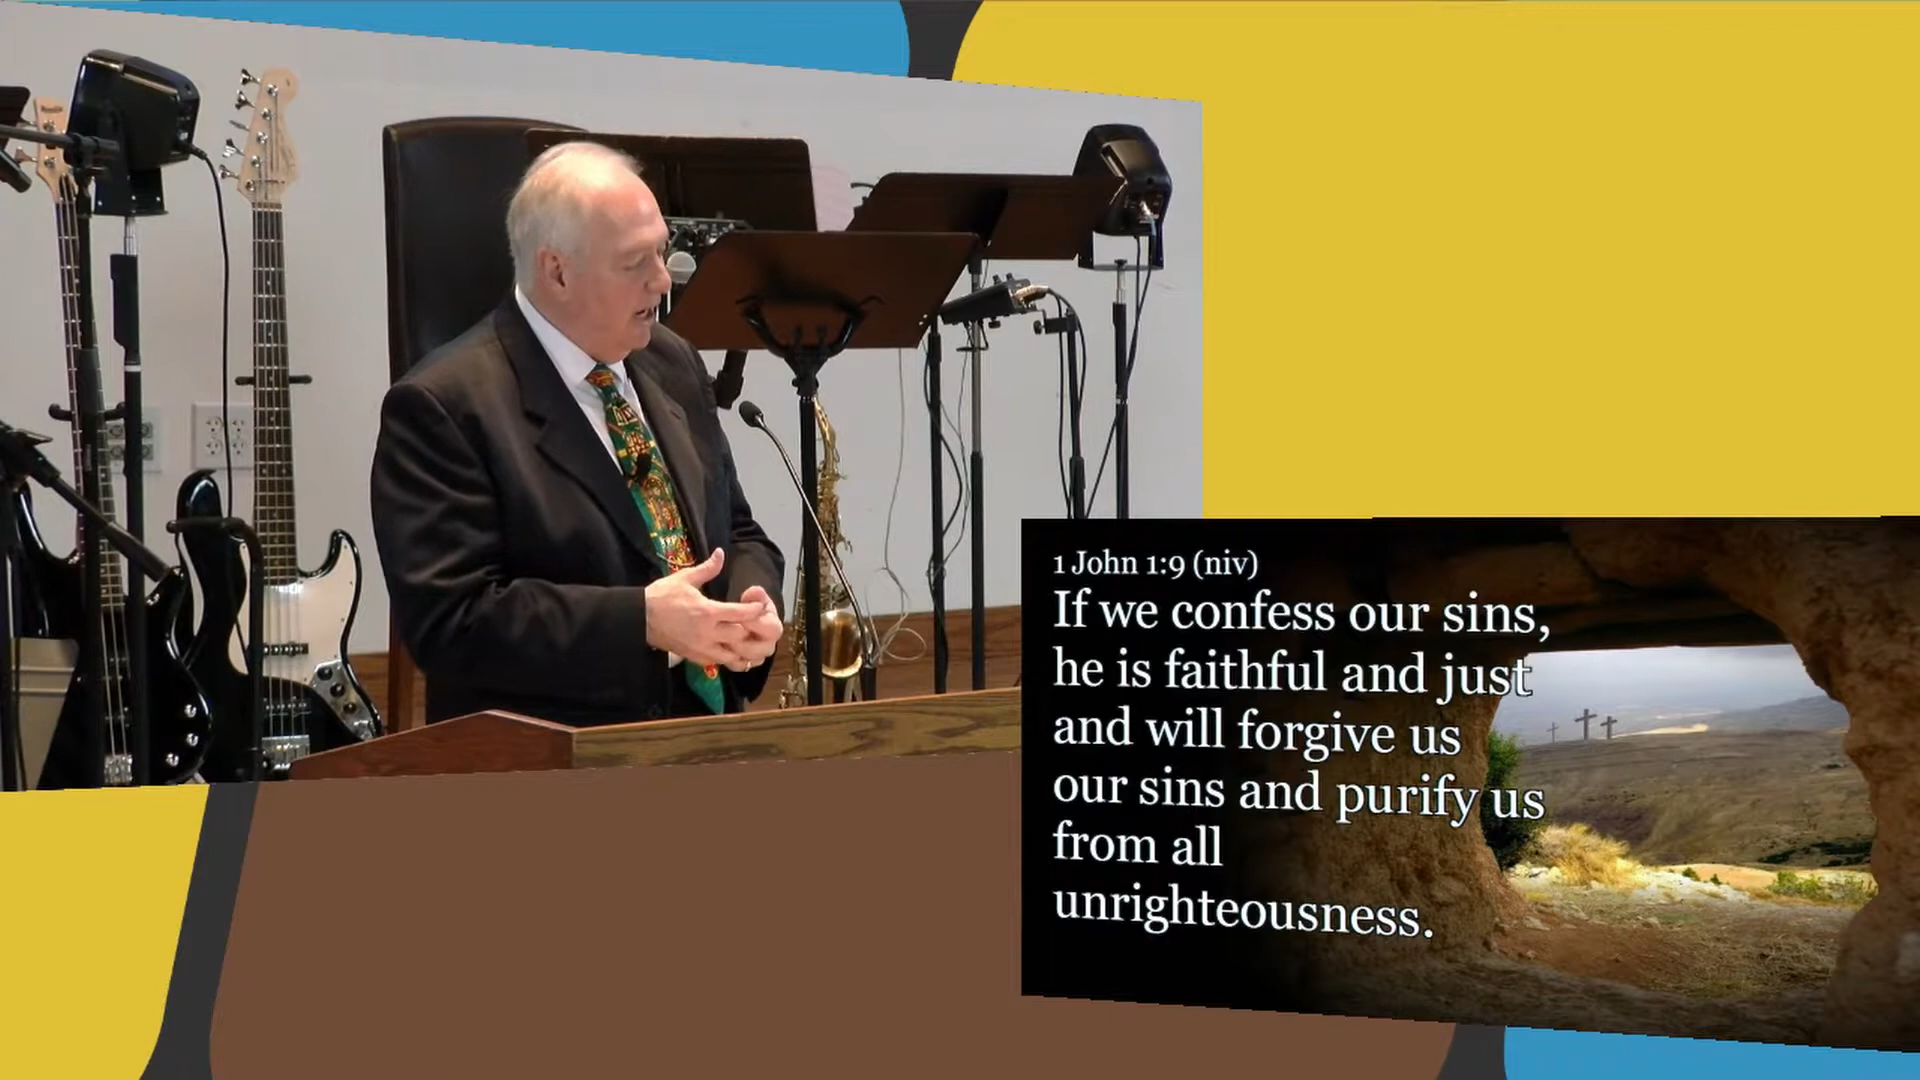 1 John 1:9 (niv)
If we confess our sins,
he is faithful and just
and will forgive us
our sins and purify us
from all
unrighteousness.